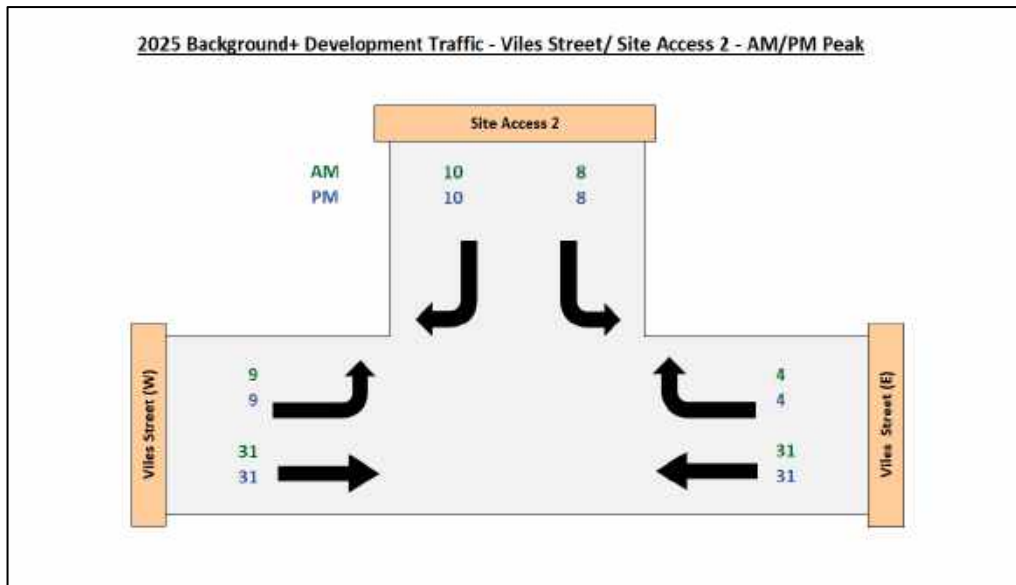 2025 Background+ Development Traffic - Viles Street/ Site Access 2 - AM/PM Peak
Site Access 2
AM 10 8
PM 10 8
Viles Street (W)
9
9
31
31
4
4
31
31
Viles Street (E)